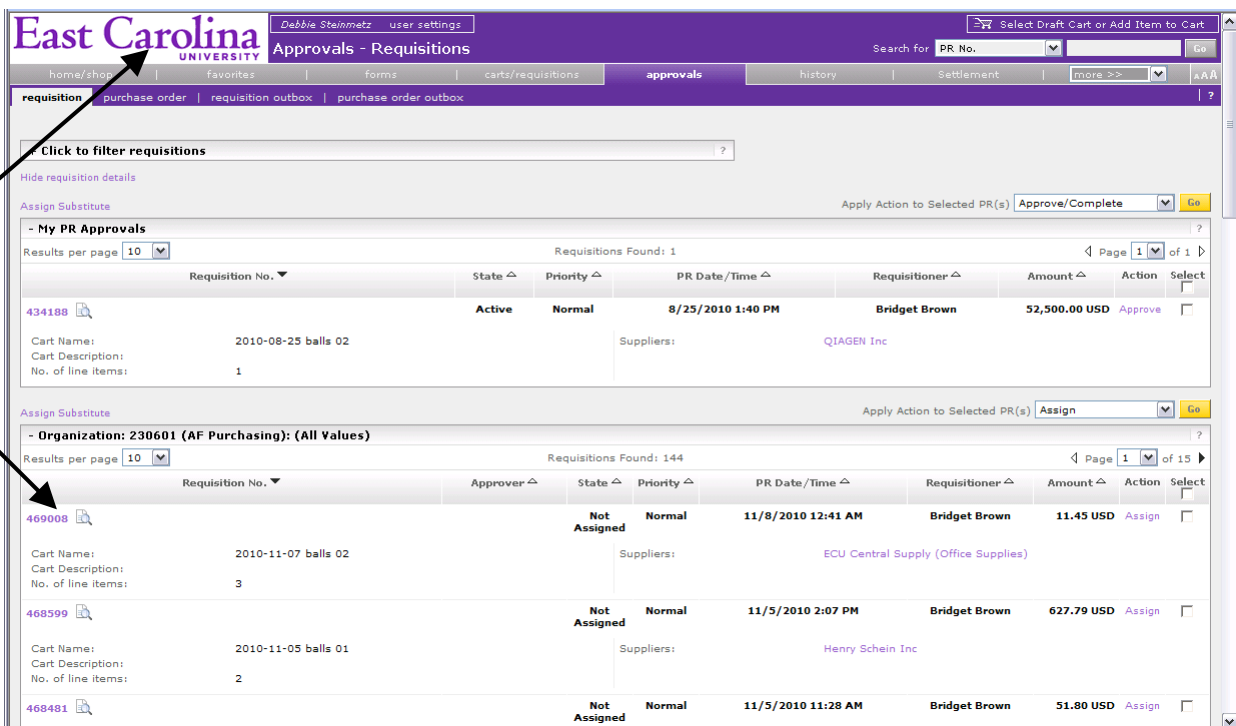 East Carolina
UNIVERSITY
Debbie Steinmetz user settings
Select Draft Cart or Add Item to Cart
Approvals - Requisitions
Search for PR No. Go
home/shop | favorites | forms | carts/requisitions approvals history | Settlement | more >> AAA
requisition purchase order | requisition outbox | purchase order outbox | ?
Click to filter requisitions ?
Hide requisition details
Assign Substitute Apply Action to Selected PR(s) Approve/Complete Go
- My PR Approvals ?
Results per page 10 Requisitions Found: 1 Page 1 of 1
Requisition No. State Priority PR Date/Time Requisitioner Amount Action Select
434188 Active Normal 8/25/2010 1:40 PM Bridget Brown 52,500.00 USD Approve
Cart Name: 2010-08-25 balls 02 Suppliers: QIAGEN Inc
Cart Description:
No. of line items: 1
Assign Substitute Apply Action to Selected PR(s) Assign Go
- Organization: 230601 (AF Purchasing): (All Values) ?
Results per page 10 Requisitions Found: 144 Page 1 of 15
Requisition No. Approver State Priority PR Date/Time Requisitioner Amount Action Select
469008 Not Assigned Normal 11/8/2010 12:41 AM Bridget Brown 11.45 USD Assign
Cart Name: 2010-11-07 balls 02 Suppliers: ECU Central Supply (Office Supplies)
Cart Description:
No. of line items: 3
468599 Not Assigned Normal 11/5/2010 2:07 PM Bridget Brown 627.79 USD Assign
Cart Name: 2010-11-05 balls 01 Suppliers: Henry Schein Inc
Cart Description:
No. of line items: 2
468481 Not Assigned Normal 11/5/2010 11:28 AM Bridget Brown 51.80 USD Assign